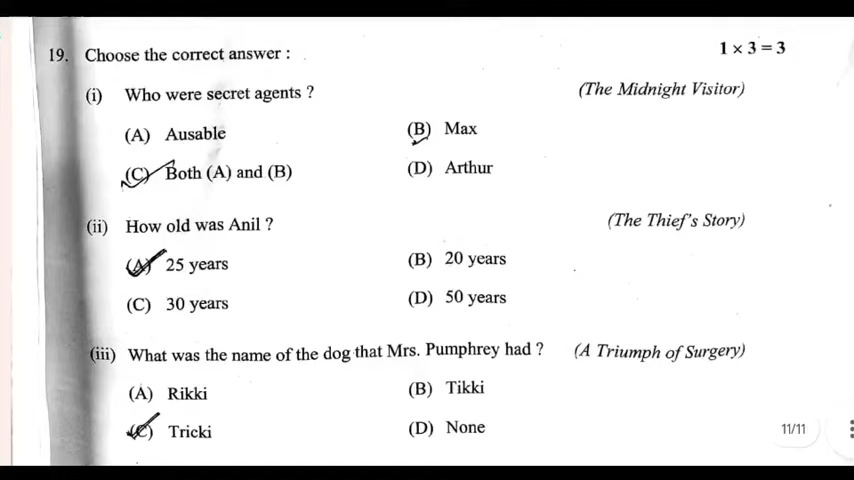 19. Choose the correct answer : 1 × 3 = 3
(i) Who were secret agents ? (The Midnight Visitor)
(A) Ausable (B) Max
(C) Both (A) and (B) (D) Arthur
(ii) How old was Anil ? (The Thief's Story)
(A) 25 years (B) 20 years
(C) 30 years (D) 50 years
(iii) What was the name of the dog that Mrs. Pumphrey had ? (A Triumph of Surgery)
(A) Rikki (B) Tikki
(C) Tricki (D) None
11/11